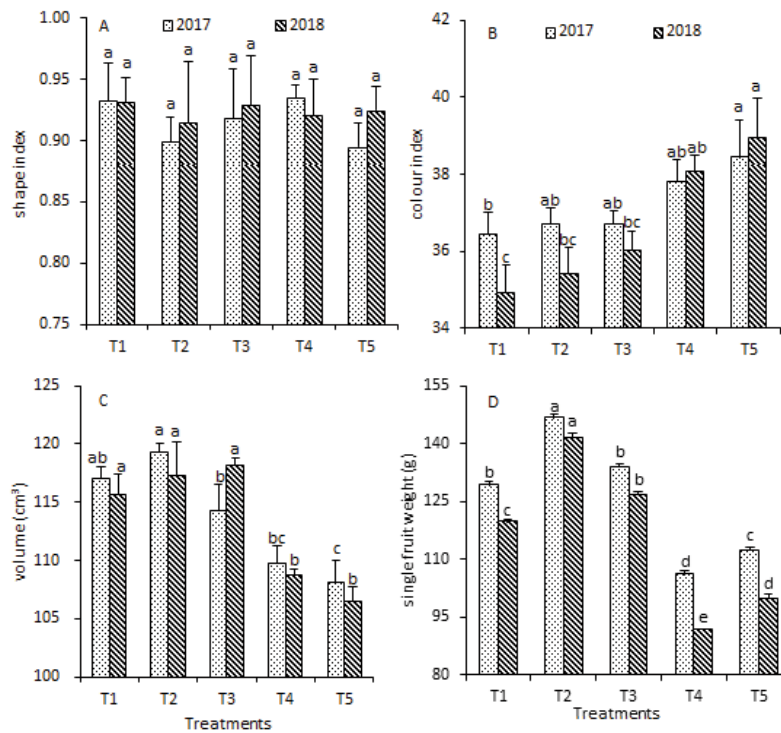 A 2017 2018
shape index
1.00
0.95
0.90
0.85
0.80
0.75
a a a a a a a a a a
T1 T2 T3 T4 T5
B 2017 2018
colour index
42
40
38
36
34
b c ab bc ab bc ab ab a a
T1 T2 T3 T4 T5
C
volume (cm³)
125
120
115
110
105
100
ab a a a b a bc b c b
T1 T2 T3 T4 T5
Treatments
D
single fruit weight (g)
155
140
125
110
95
80
b c a a b b d e c d
T1 T2 T3 T4 T5
Treatments